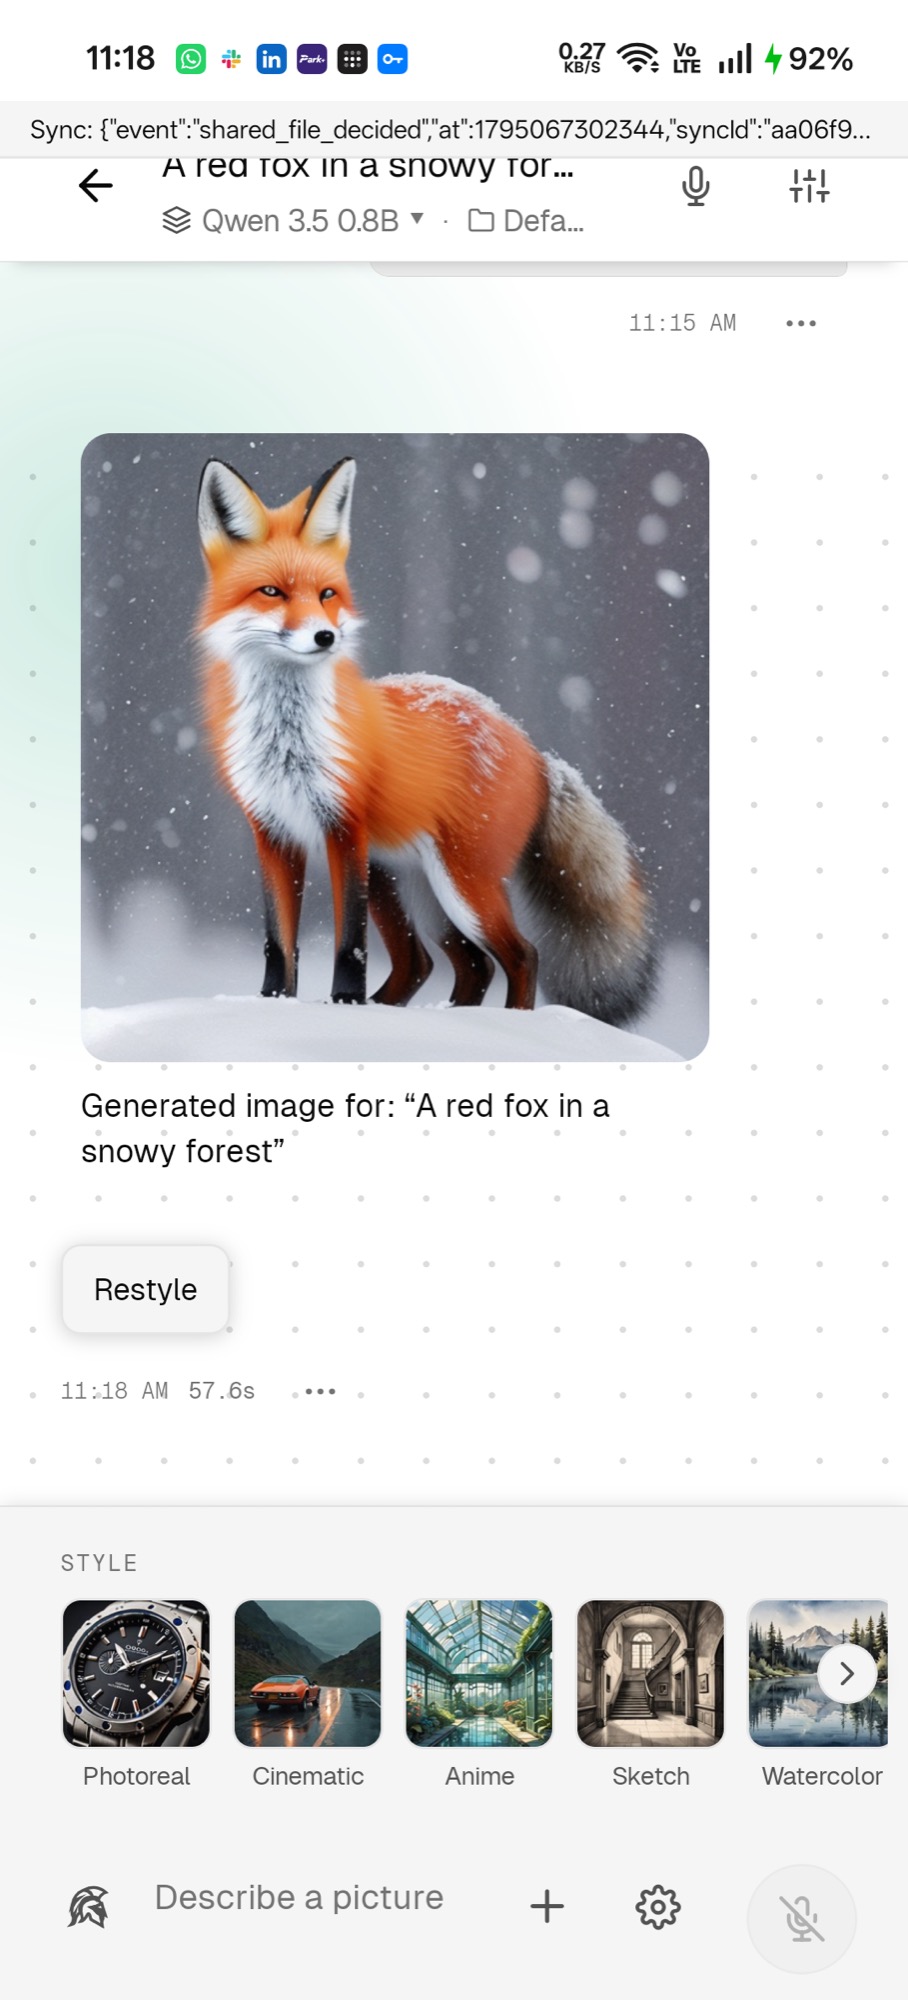 11:18
in
Park+
0.27
KB/S
Vo
LTE
92%
Sync: {"event":"shared_file_decided","at":1795067302344,"syncId":"aa06f9...
A red fox in a snowy for...
Qwen 3.5 0.8B ▼ · Defa...
11:15 AM
Generated image for: “A red fox in a
snowy forest”
Restyle
11:18 AM 57.6s
STYLE
Photoreal
Cinematic
Anime
Sketch
Watercolor
Describe a picture